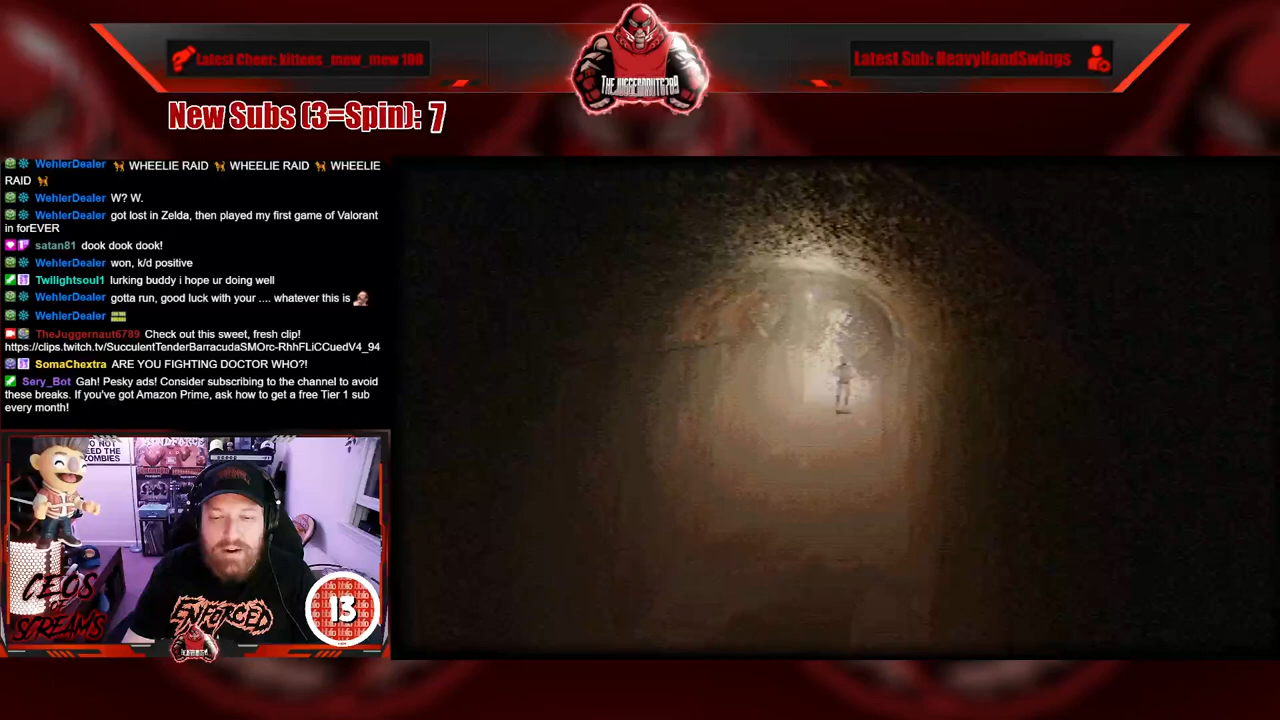 Latest Cheer: kittens_mew_mew 100
THEJUGGERNAUT6789
Latest Sub: HeavyHandSwings
New Subs (3=Spin): 7
WehlerDealer WHEELIE RAID WHEELIE RAID WHEELIE
RAID
WehlerDealer W? W.
WehlerDealer got lost in Zelda, then played my first game of Valorant
in forEVER
satan81 dook dook dook!
WehlerDealer won, k/d positive
Twilightsoul1 lurking buddy i hope ur doing well
WehlerDealer gotta run, good luck with your .... whatever this is
WehlerDealer
TheJuggernaut6789 Check out this sweet, fresh clip!
https://clips.twitch.tv/SucculentTenderBarracudaSMOrc-RhhFLiCCuedV4_94
SomaChextra ARE YOU FIGHTING DOCTOR WHO?!
Sery_Bot Gah! Pesky ads! Consider subscribing to the channel to avoid
these breaks. If you've got Amazon Prime, ask how to get a free Tier 1 sub
every month!
DO NOT
FEED THE
ZOMBIES
MINDFORCE
CEOS
OF
SCREAMS
ENFORCED
13